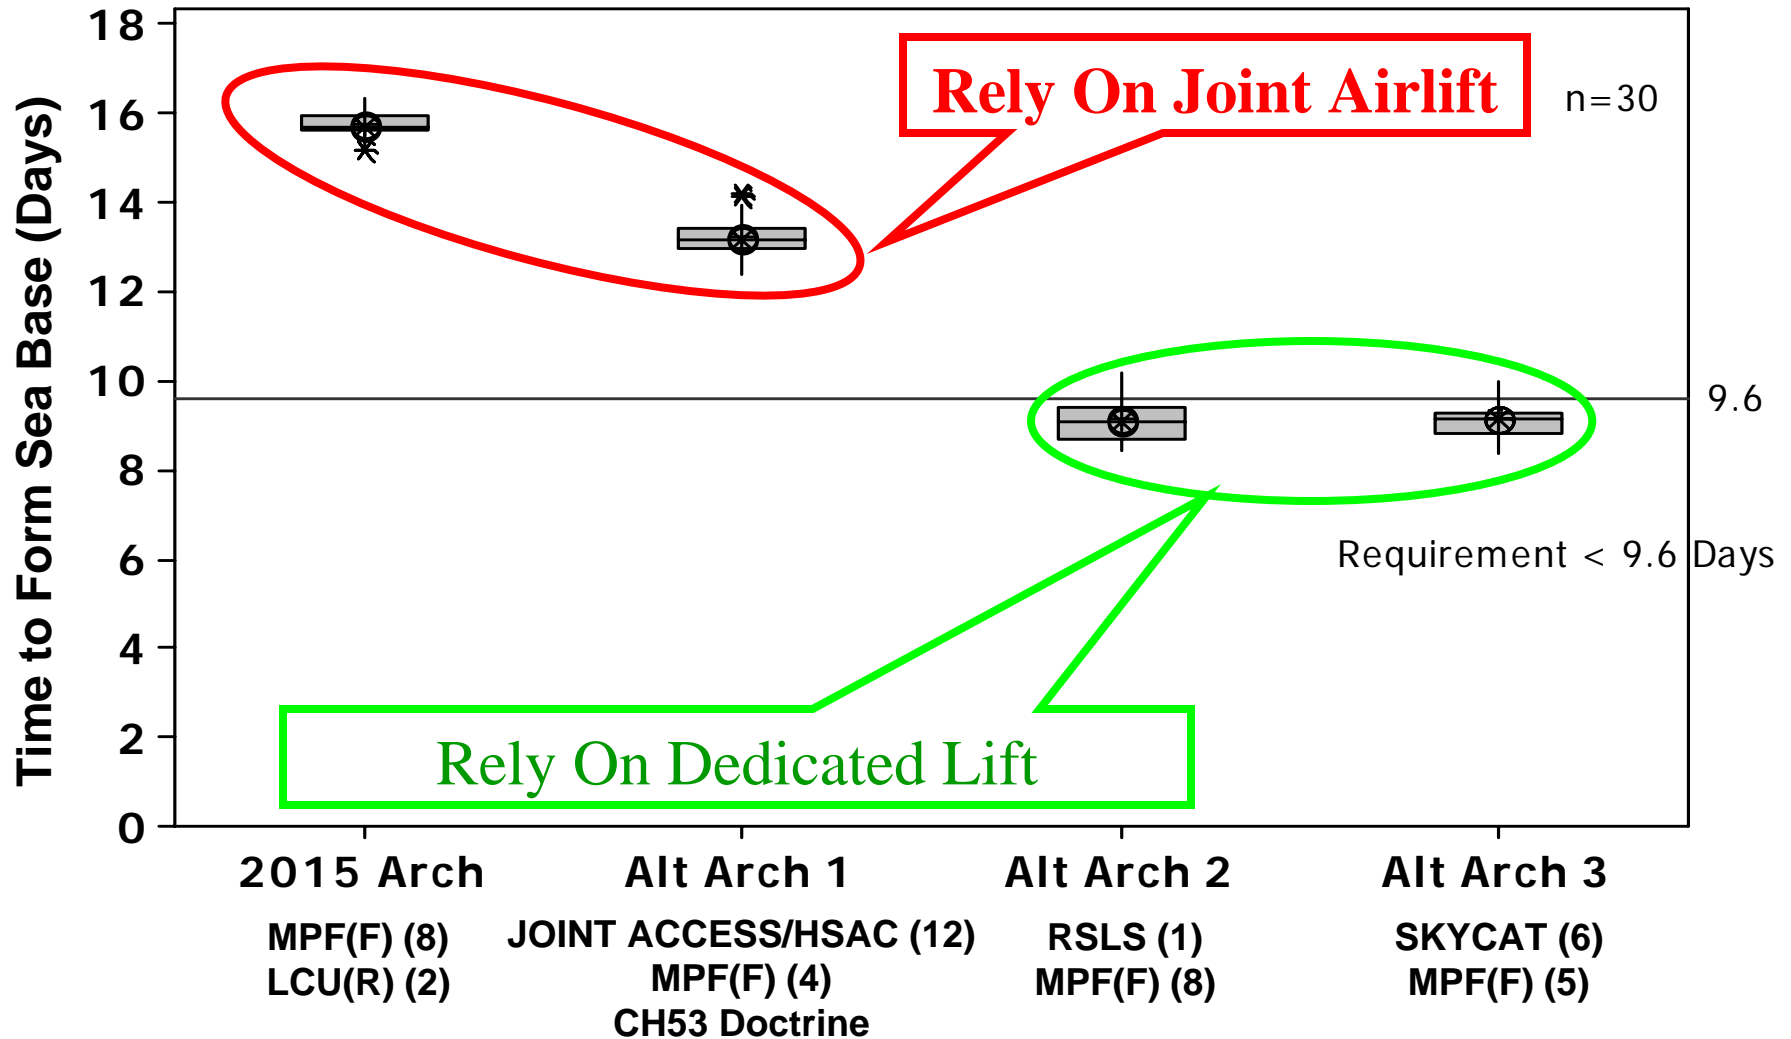 Time to Form Sea Base (Days)
18
16
14
12
10
8
6
4
2
0
Rely On Joint Airlift
n=30
9.6
Requirement < 9.6 Days
Rely On Dedicated Lift
2015 Arch
Alt Arch 1
Alt Arch 2
Alt Arch 3
MPF(F) (8)
LCU(R) (2)
JOINT ACCESS/HSAC (12)
MPF(F) (4)
CH53 Doctrine
RSLS (1)
MPF(F) (8)
SKYCAT (6)
MPF(F) (5)